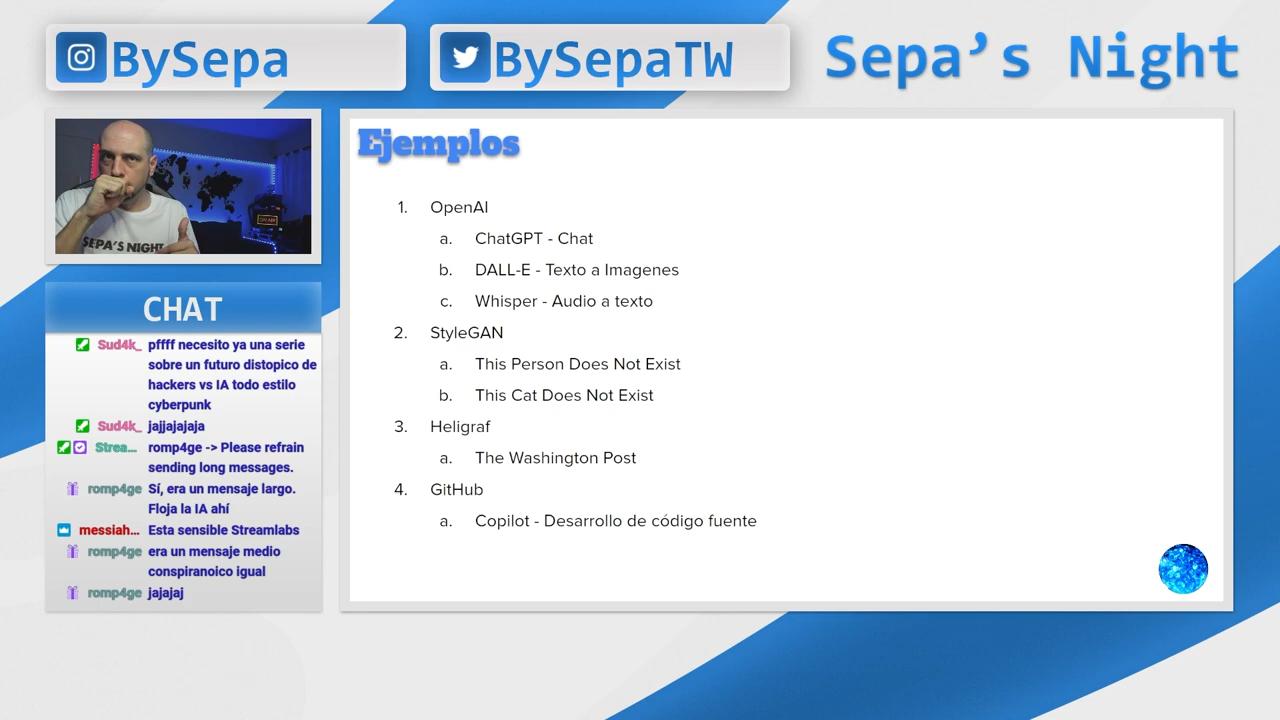 BySepa
BySepaTW
Sepa’s Night
SEPA'S NIGHT
CHAT
Sud4k_ pffff necesito ya una serie
sobre un futuro distopico de
hackers vs IA todo estilo
cyberpunk
Sud4k_ jajjajajaja
Strea... romp4ge -> Please refrain
sending long messages.
romp4ge Sí, era un mensaje largo.
Floja la IA ahí
messiah... Esta sensible Streamlabs
romp4ge era un mensaje medio
conspiranoico igual
romp4ge jajajaj
Ejemplos
1. OpenAI
a. ChatGPT - Chat
b. DALL-E - Texto a Imagenes
c. Whisper - Audio a texto
2. StyleGAN
a. This Person Does Not Exist
b. This Cat Does Not Exist
3. Heligraf
a. The Washington Post
4. GitHub
a. Copilot - Desarrollo de código fuente